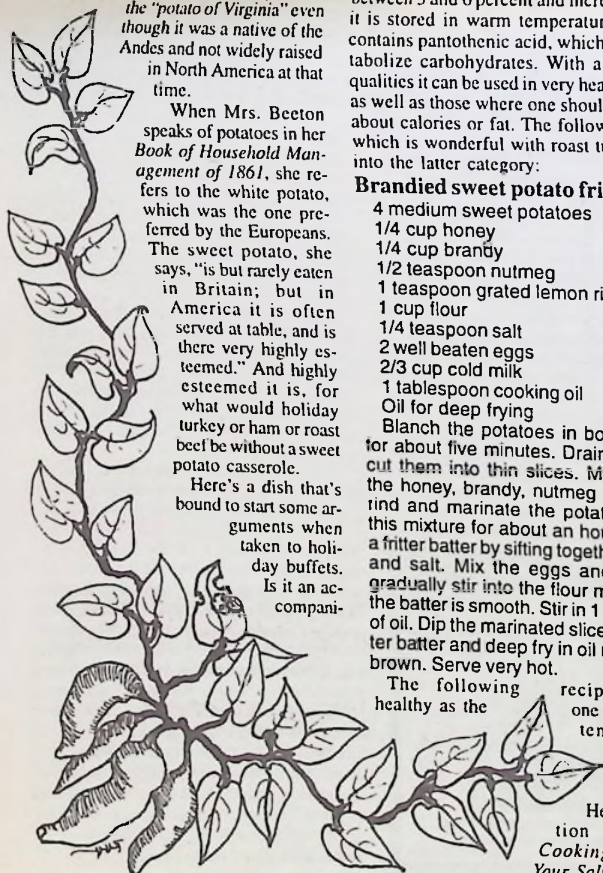 the "potato of Virginia" even
though it was a native of the
Andes and not widely raised
in North America at that
time.
When Mrs. Beeton
speaks of potatoes in her
Book of Household Man-
agement of 1861, she re-
fers to the white potato,
which was the one pre-
ferred by the Europeans.
The sweet potato, she
says, "is but rarely eaten
in Britain; but in
America it is often
served at table, and is
there very highly es-
teemed." And highly
esteemed it is, for
what would holiday
turkey or ham or roast
beef be without a sweet
potato casserole.
Here's a dish that's
bound to start some ar-
guments when
taken to holi-
day buffets.
Is it an ac-
compani-
it is stored in warm temperatur
contains pantothenic acid, which
tabolize carbohydrates. With a
qualities it can be used in very hea
as well as those where one shoul
about calories or fat. The follow
which is wonderful with roast t
into the latter category:
Brandied sweet potato fri
4 medium sweet potatoes
1/4 cup honey
1/4 cup brandy
1/2 teaspoon nutmeg
1 teaspoon grated lemon ri
1 cup flour
1/4 teaspoon salt
2 well beaten eggs
2/3 cup cold milk
1 tablespoon cooking oil
Oil for deep frying
Blanch the potatoes in bo
for about five minutes. Drain
cut them into thin slices. M
the honey, brandy, nutmeg
rind and marinate the potat
this mixture for about an hou
a fritter batter by sifting togeth
and salt. Mix the eggs and
gradually stir into the flour m
the batter is smooth. Stir in 1
of oil. Dip the marinated slice
ter batter and deep fry in oil
brown. Serve very hot.
The following recip
healthy as the one
ter
He
tion
Cooking
Your Sal